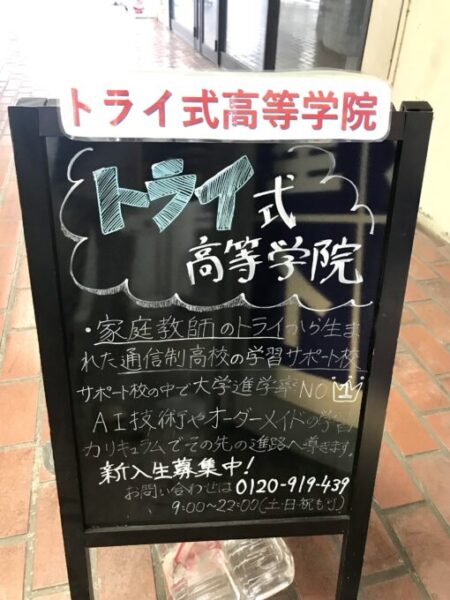 トライ式高等学院
トライ式
高等学院
・家庭教師のトライから生ま
れた通信制高校の学習サポート校
サポート校の中で大学進学率NO1
AI技術やオーダーメイドの学習
カリキュラムでその先の進路へ導きます。
新入生募集中!
お問い合わせは0120-919-439
9:00~22:00(土・日・祝も可)